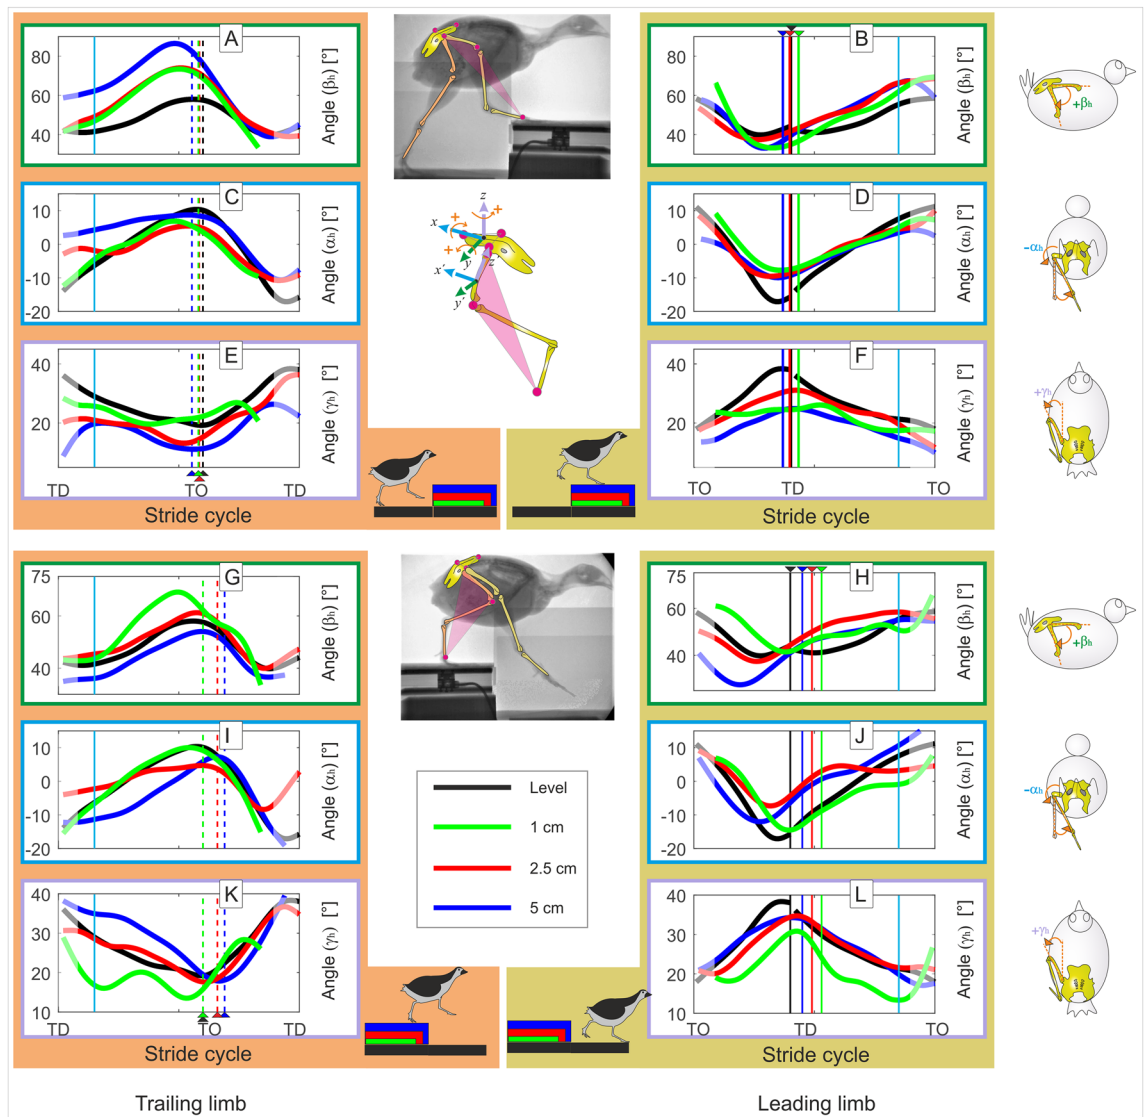 A
80
60
40
Angle (βh) [°]
B
80
60
40
Angle (βh) [°]
+βh
C
10
0
-10
-20
Angle (αh) [°]
z
+
x
+
+
y
z
x´
y´
D
10
0
-10
-20
Angle (αh) [°]
-αh
E
40
20
Angle (γh) [°]
TD
TO
TD
Stride cycle
F
40
20
Angle (γh) [°]
TO
TD
TO
Stride cycle
+γh
G
75
60
40
Angle (βh) [°]
H
75
60
40
Angle (βh) [°]
+βh
I
10
0
-10
-20
Angle (αh) [°]
Level
1 cm
2.5 cm
5 cm
J
10
0
-10
-20
Angle (αh) [°]
-αh
K
40
30
20
10
Angle (γh) [°]
TD
TO
TD
Stride cycle
L
40
30
20
10
Angle (γh) [°]
TO
TD
TO
Stride cycle
+γh
Trailing limb
Leading limb